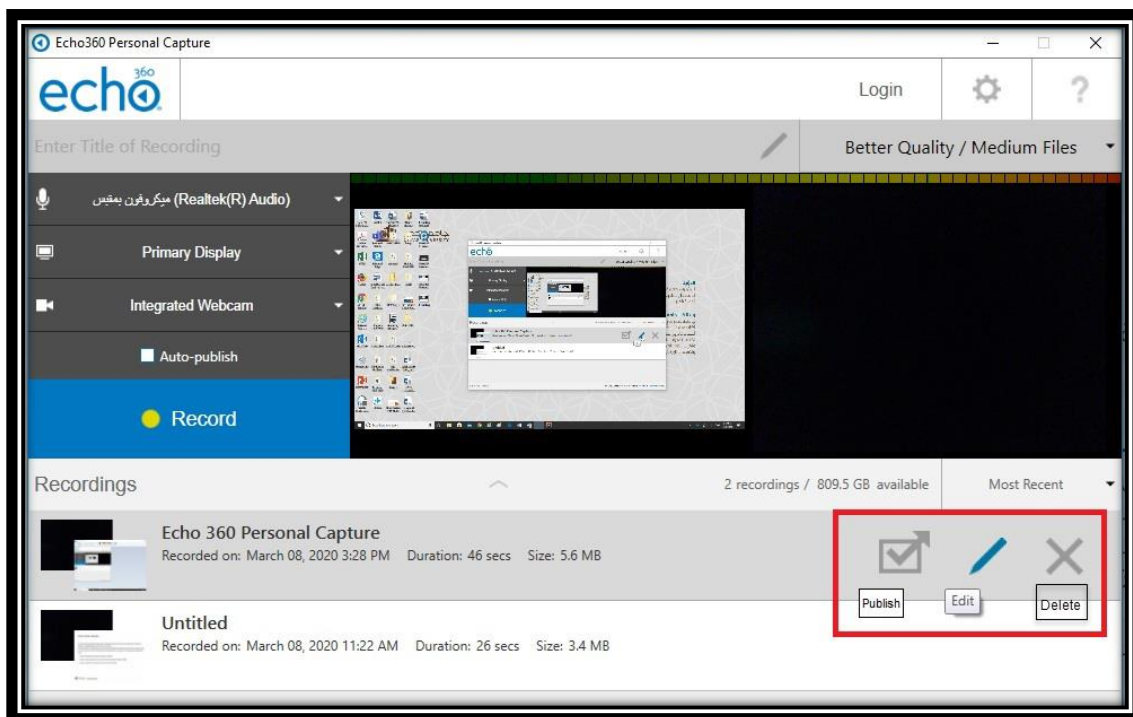 Echo360 Personal Capture
echo 360
Login
?
Enter Title of Recording
Better Quality / Medium Files
ميكروفون بمقبس (Realtek(R) Audio)
Primary Display
Integrated Webcam
Auto-publish
Record
Recordings
2 recordings / 809.5 GB available
Most Recent
Echo 360 Personal Capture
Recorded on: March 08, 2020 3:28 PM Duration: 46 secs Size: 5.6 MB
Publish
Edit
Delete
Untitled
Recorded on: March 08, 2020 11:22 AM Duration: 26 secs Size: 3.4 MB